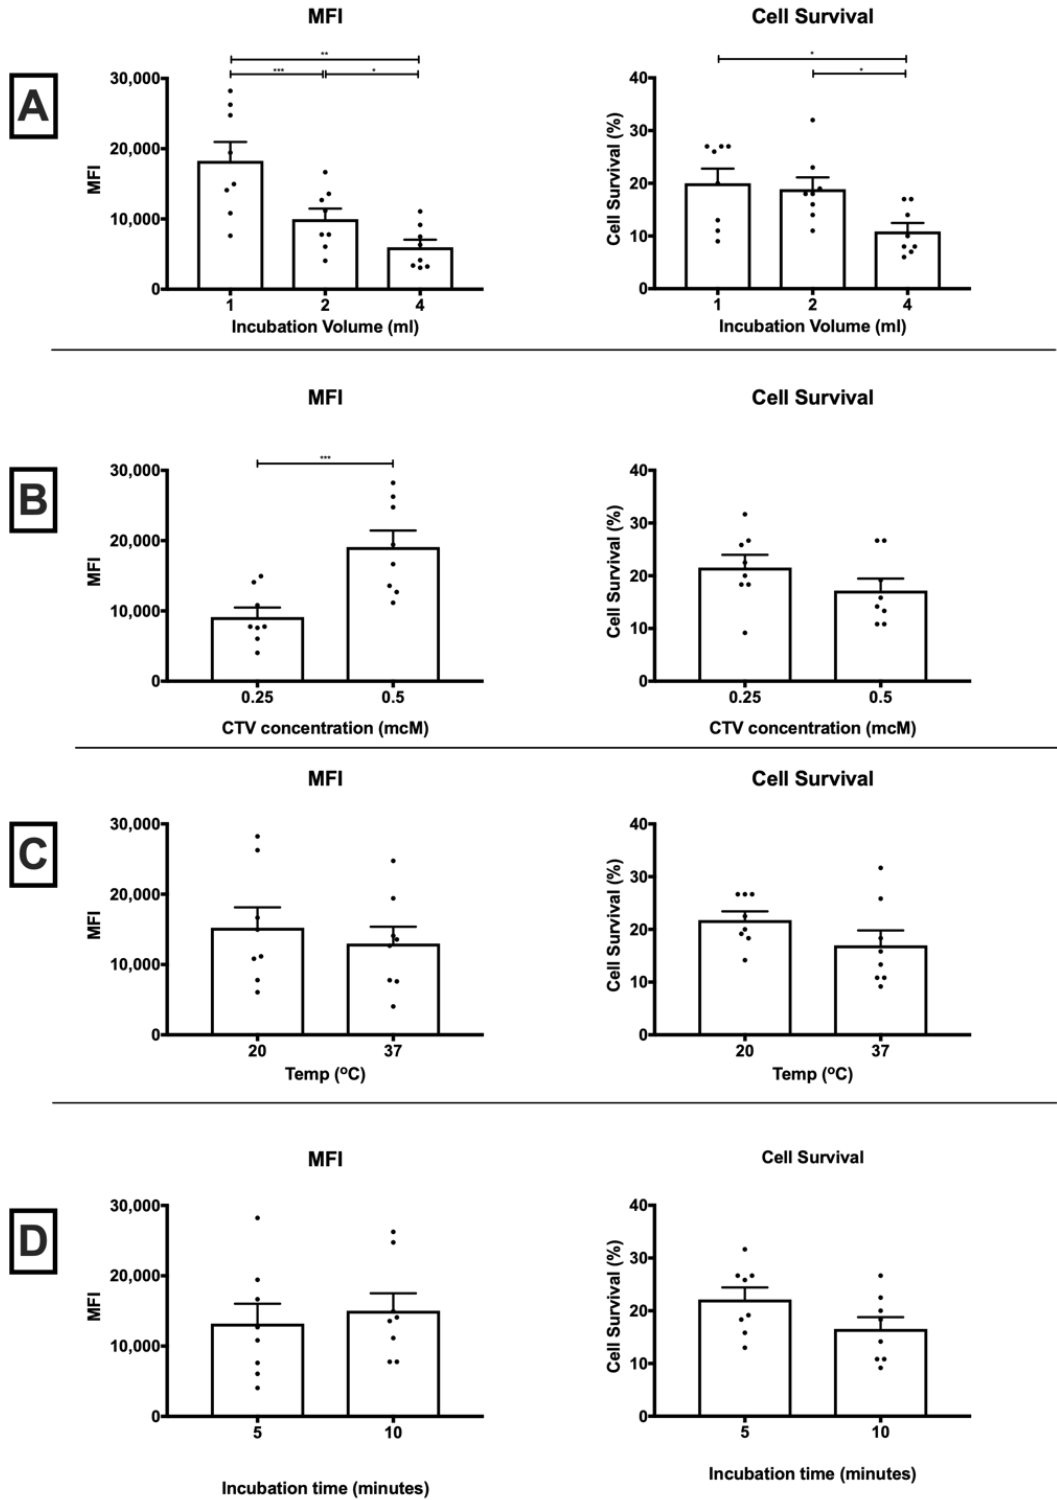 MFI
Cell Survival
A
** 
*** *
30,000
20,000
10,000
0
MFI
1 2 4
Incubation Volume (ml)
*
*
40
30
20
10
0
Cell Survival (%)
1 2 4
Incubation Volume (ml)
MFI
Cell Survival
B
***
30,000
20,000
10,000
0
MFI
0.25 0.5
CTV concentration (mcM)
40
30
20
10
0
Cell Survival (%)
0.25 0.5
CTV concentration (mcM)
MFI
Cell Survival
C
30,000
20,000
10,000
0
MFI
20 37
Temp (ºC)
40
30
20
10
0
Cell Survival (%)
20 37
Temp (ºC)
MFI
Cell Survival
D
30,000
20,000
10,000
0
MFI
5 10
Incubation time (minutes)
40
30
20
10
0
Cell Survival (%)
5 10
Incubation time (minutes)